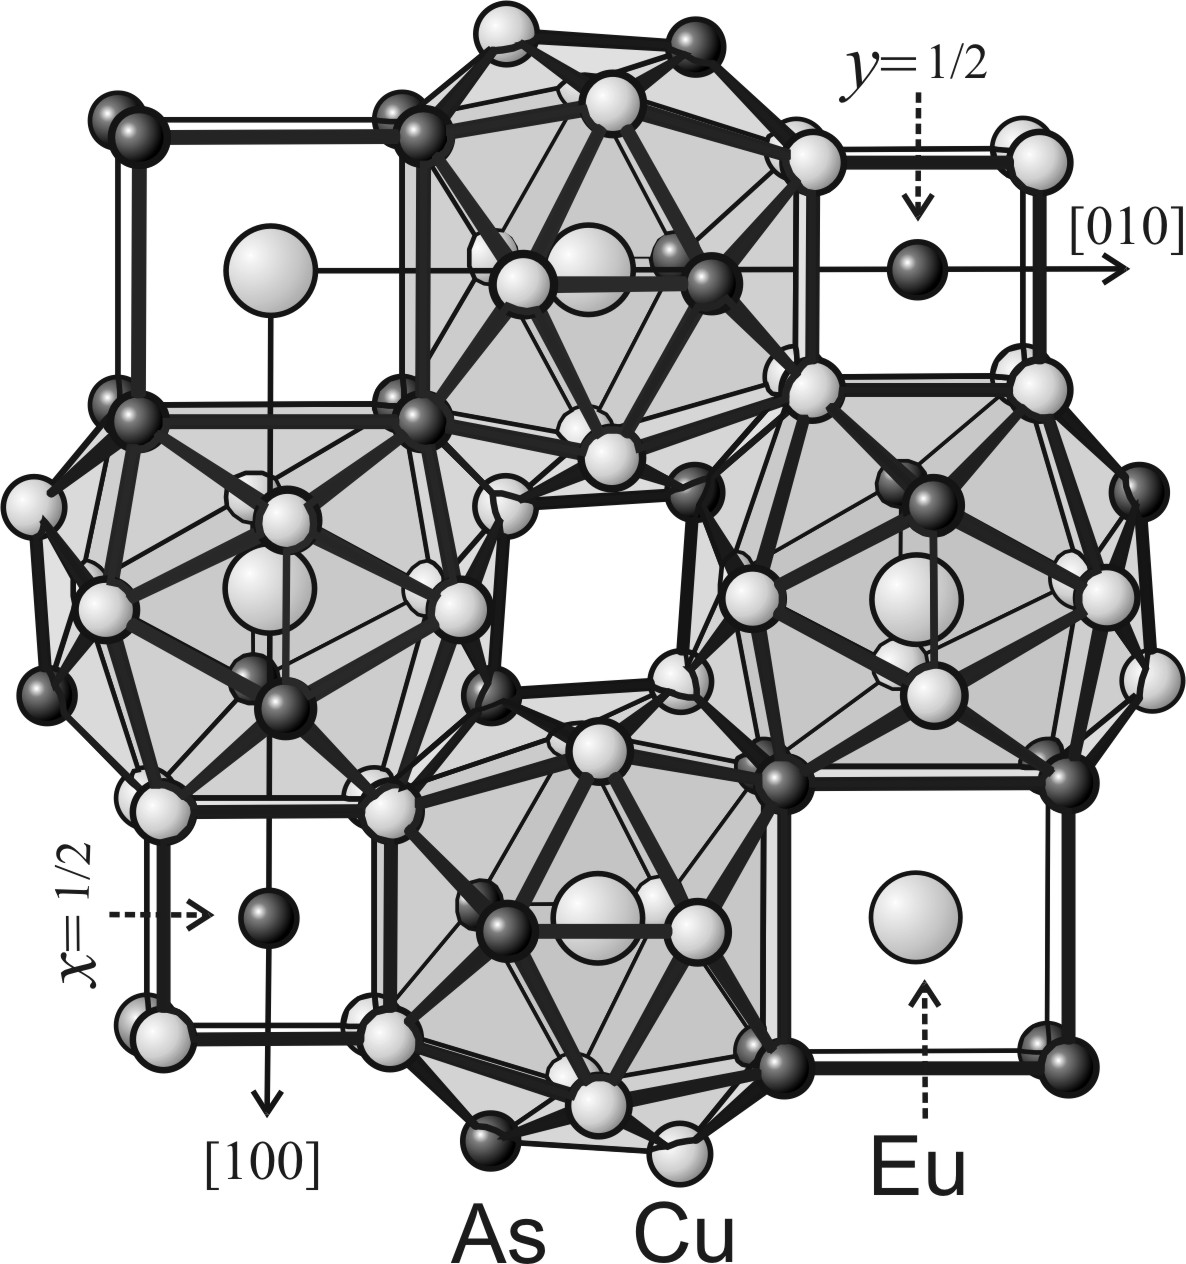 y= 1/2
[010]
x= 1/2
[100]
Eu
As
Cu